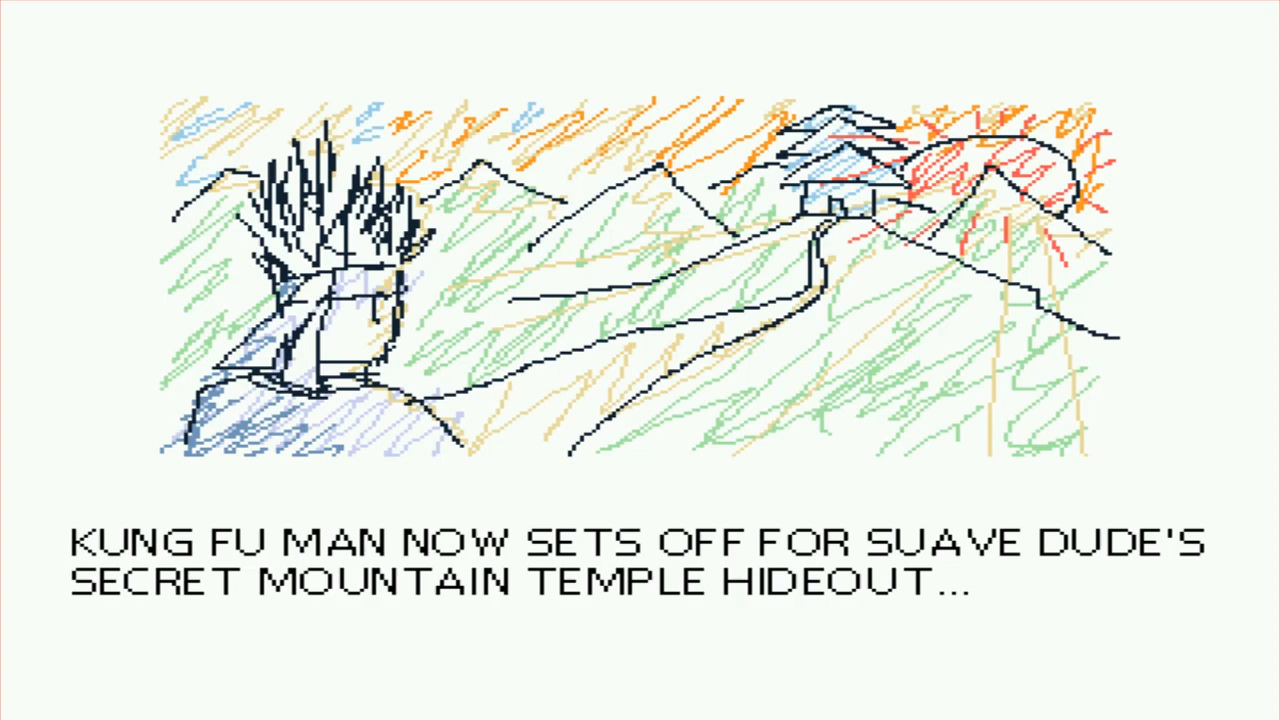 KUNG FU MAN NOW SETS OFF FOR SUAVE DUDE'S
SECRET MOUNTAIN TEMPLE HIDEOUT...